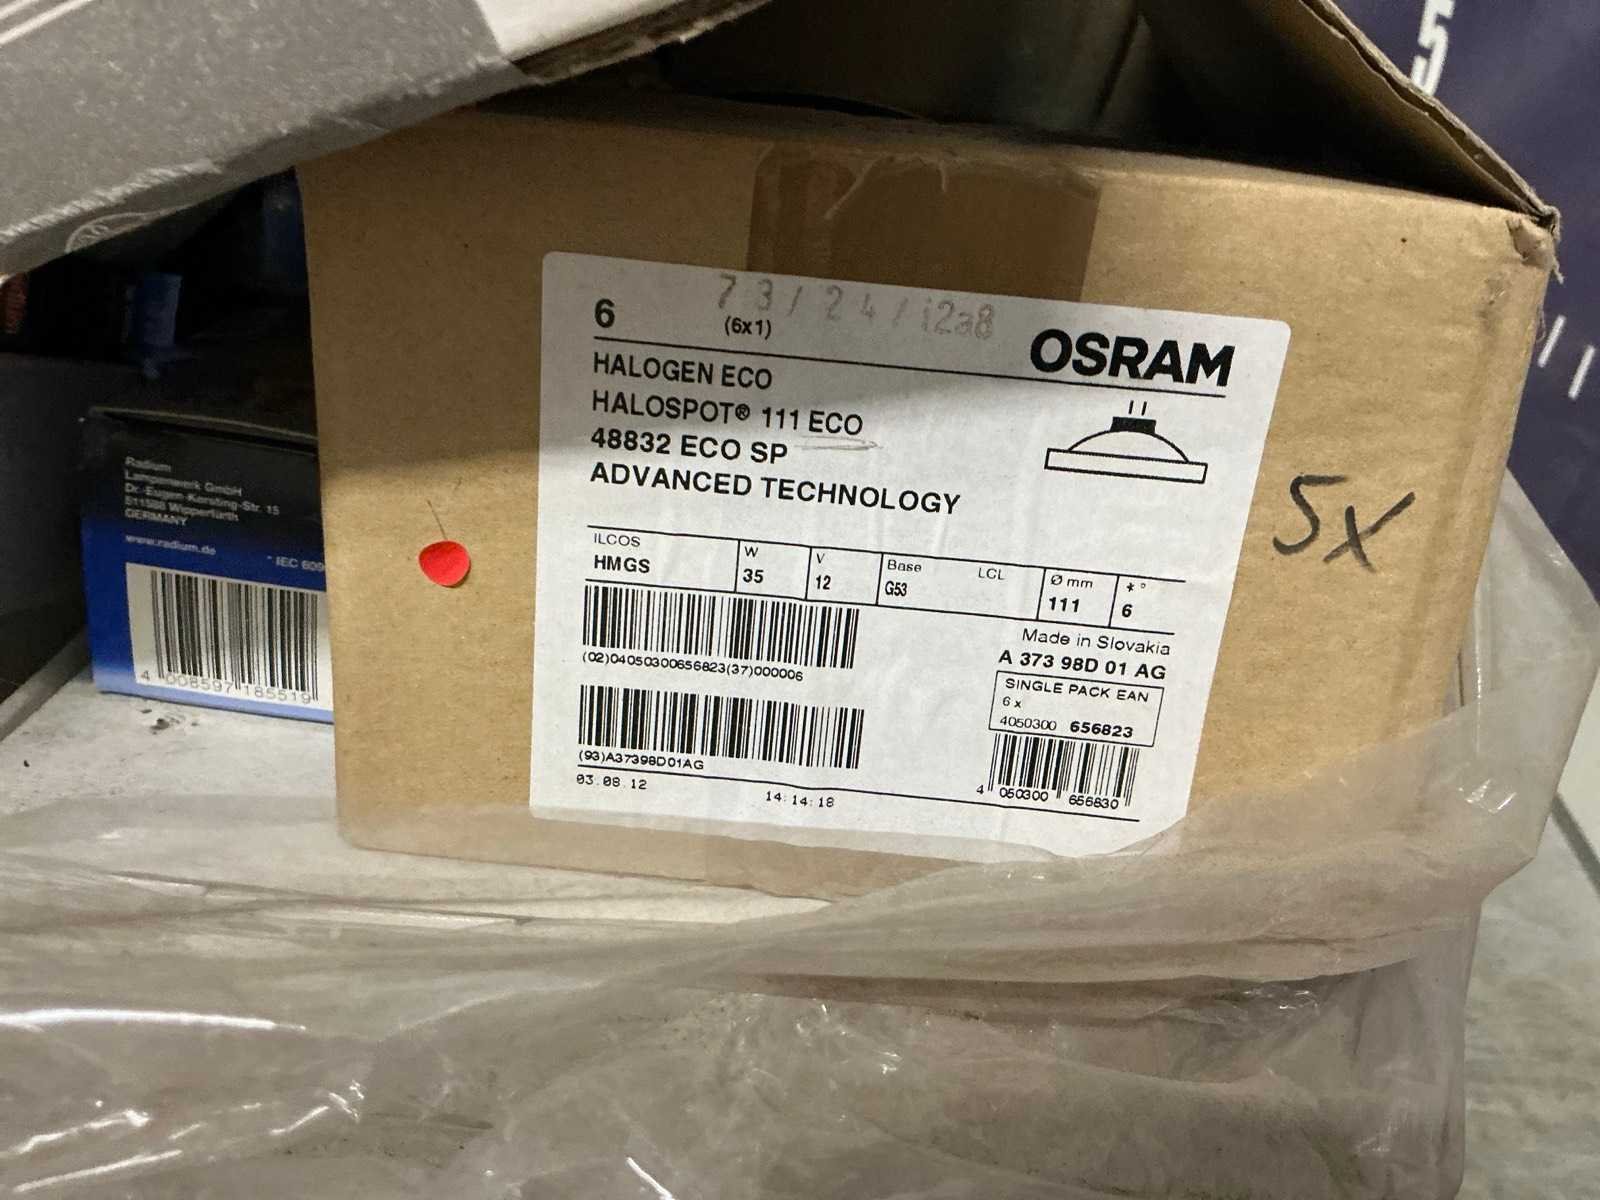 6
(6x1)
73/24/i2a8
OSRAM
HALOGEN ECO
HALOSPOT® 111 ECO
48832 ECO SP
ADVANCED TECHNOLOGY
5x
ILCOS W V Base LCL Ø mm * °
HMGS 35 12 G53 111 6
(02)04050300656823(37)000006
Made in Slovakia
A 373 98D 01 AG
SINGLE PACK EAN
6 x
4050300 656823
(93)A37398D01AG
4 050300 656830
03.08.12 14:14:18
Radium
Lampenwerk GmbH
Dr.-Eugen-Kersting-Str. 15
51688 Wipperfürth
GERMANY
www.radium.de
* IEC 609
4 008597 185519
S